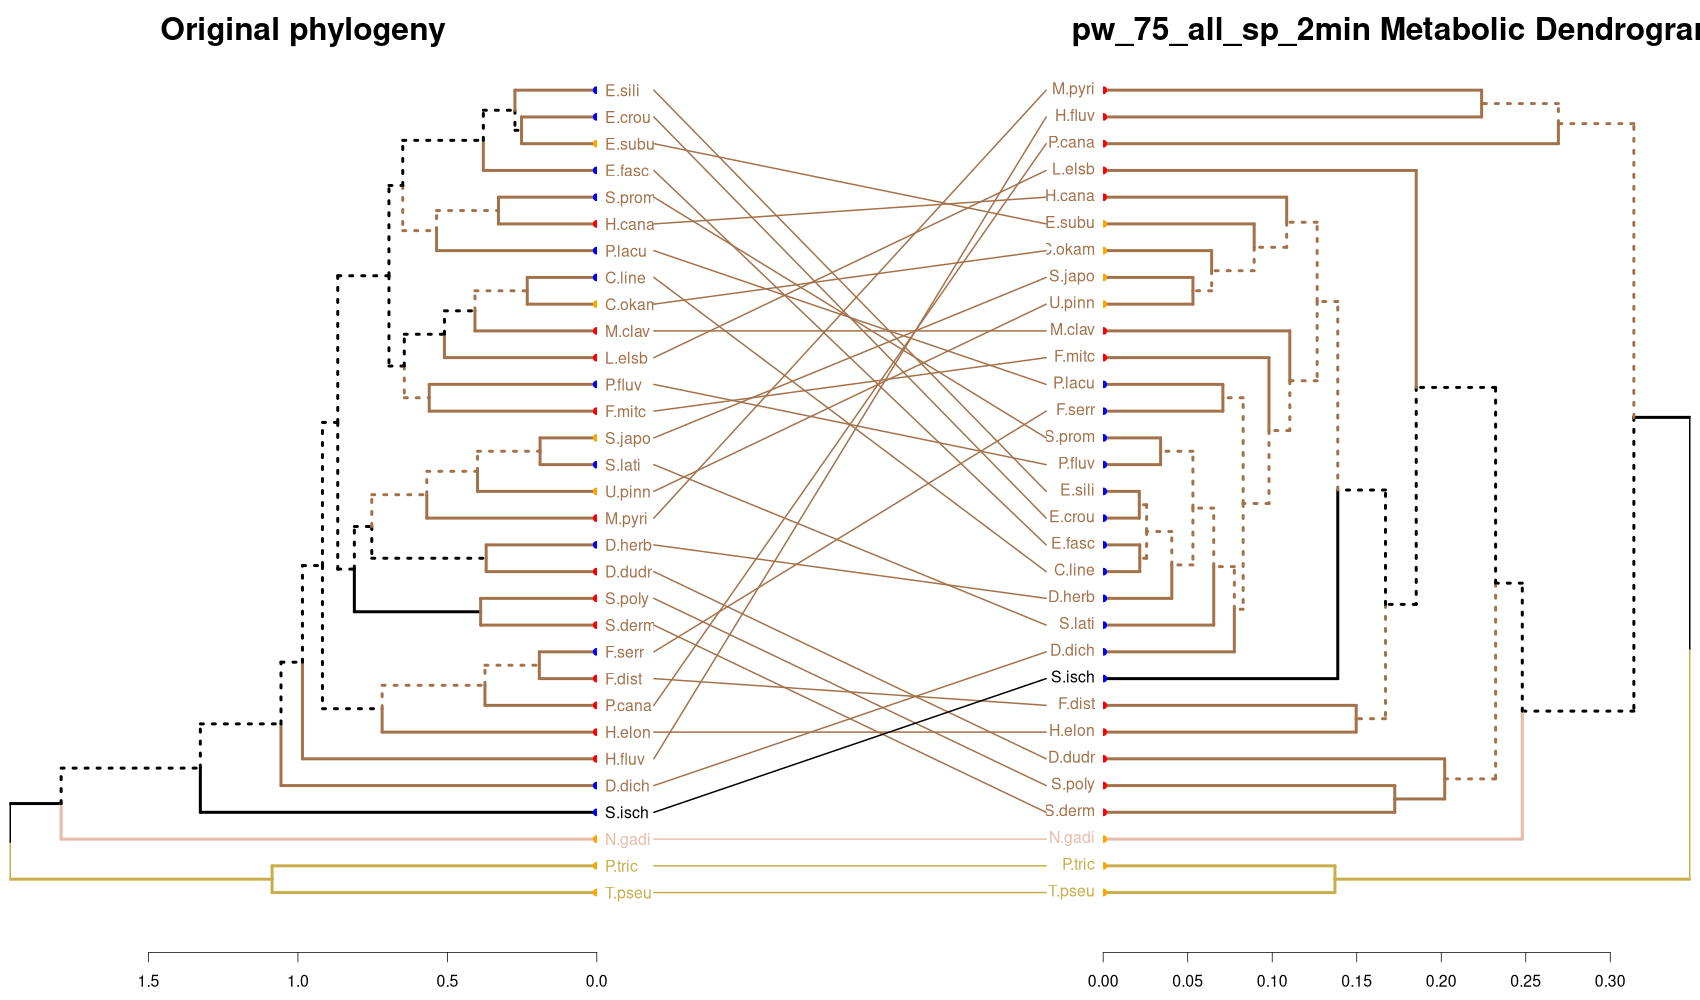 Original phylogeny
pw_75_all_sp_2min Metabolic Dendrogra
E.sili
E.crou
E.subu
E.fasc
S.prom
H.cana
P.lacu
C.line
C.okan
M.clav
L.elsb
P.fluv
F.mitc
S.japo
S.lati
U.pinn
M.pyri
D.herb
D.dudr
S.poly
S.derm
F.serr
F.dist
P.cana
H.elon
H.fluv
D.dich
S.isch
N.gadi
P.tric
T.pseu
M.pyri
H.fluv
P.cana
L.elsb
H.cana
E.subu
C.okam
S.japo
U.pinn
M.clav
F.mitc
P.lacu
F.serr
S.prom
P.fluv
E.sili
E.crou
E.fasc
C.line
D.herb
S.lati
D.dich
S.isch
F.dist
H.elon
D.dudr
S.poly
S.derm
N.gadi
P.tric
T.pseu
1.5 1.0 0.5 0.0
0.00 0.05 0.10 0.15 0.20 0.25 0.30